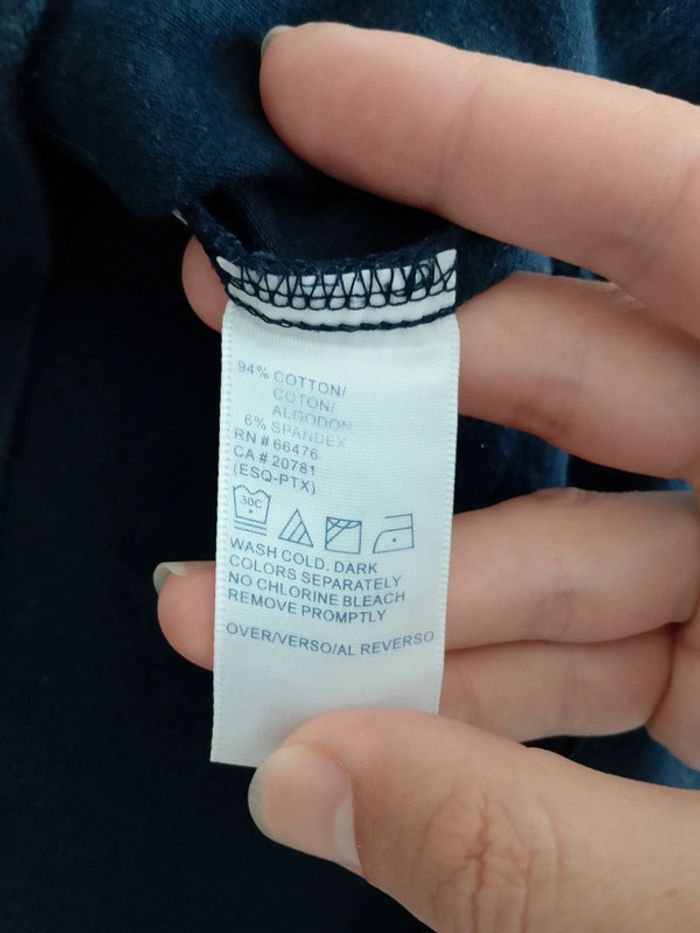 94% COTTON/
COTON/
ALGODON
6% SPANDEX
RN # 66476
CA # 20781
(ESQ-PTX)
30C
WASH COLD. DARK
COLORS SEPARATELY
NO CHLORINE BLEACH
REMOVE PROMPTLY
OVER/VERSO/AL REVERSO